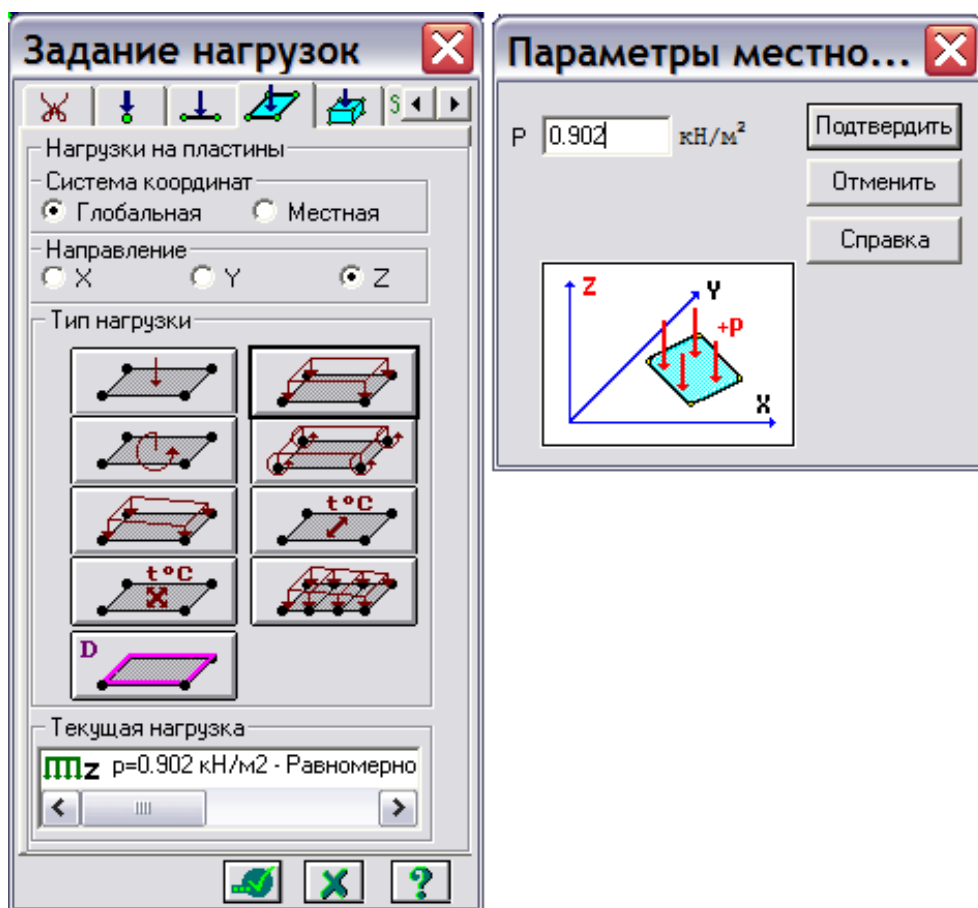 Задание нагрузок
S
Нагрузки на пластины
Система координат
Глобальная Местная
Направление
X Y Z
Тип нагрузки
t°C
t°C
D
Текущая нагрузка
z p=0.902 кН/м2 - Равномерно
?
Параметры местно...
P 0.902 кН/м²
Подтвердить
Отменить
Справка
Z
Y
+p
X